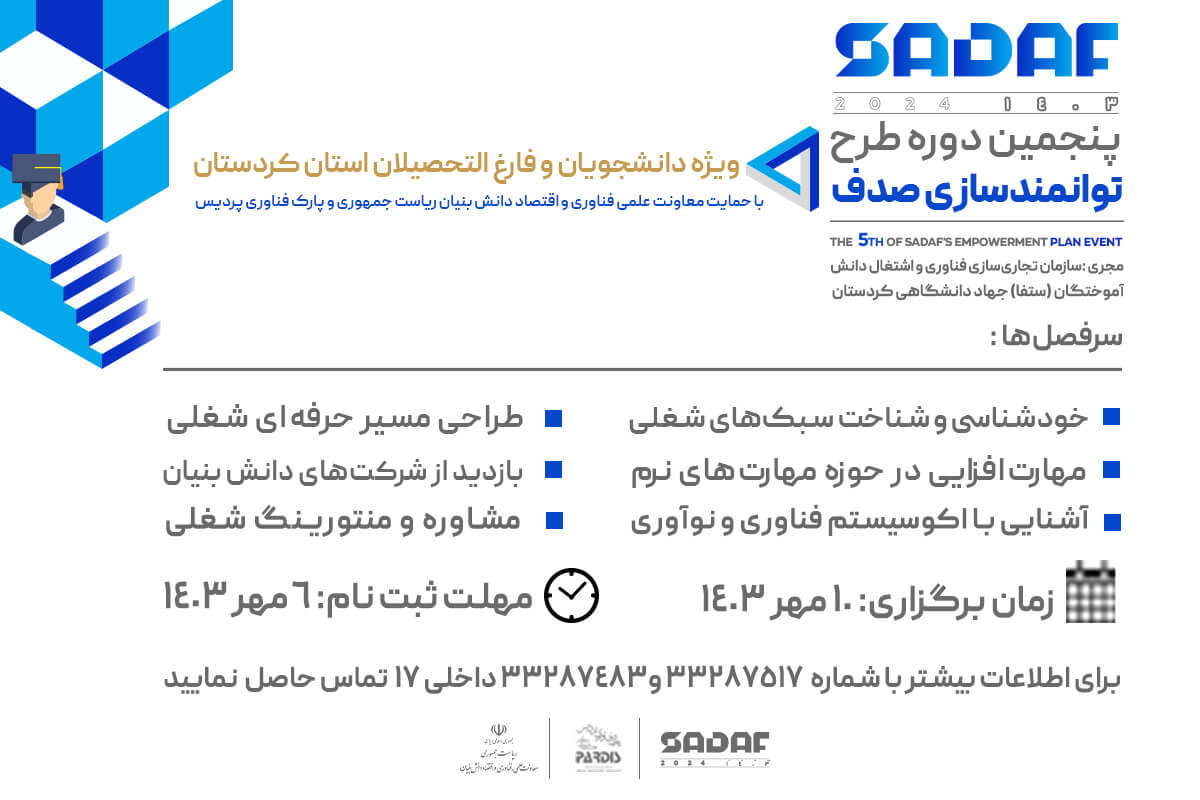 SADAF
2024 ۱۴۰۳
پنجمین دوره طرح
توانمندسازی صدف
ویژه دانشجویان و فارغ التحصیلان استان کردستان
با حمایت معاونت علمی فناوری و اقتصاد دانش بنیان ریاست جمهوری و پارک فناوری پردیس
THE 5TH OF SADAF'S EMPOWERMENT PLAN EVENT
مجری :سازمان تجاری‌سازی فناوری و اشتغال دانش
آموختگان (ستفا) جهاد دانشگاهی کردستان
سرفصل‌ها :
خودشناسی و شناخت سبک‌های شغلی
مهارت افزایی در حوزه مهارت های نرم
آشنایی با اکوسیستم فناوری و نوآوری
طراحی مسیر حرفه ای شغلی
بازدید از شرکت‌های دانش بنیان
مشاوره و منتورینگ شغلی
زمان برگزاری: ۱۰ مهر ۱۴۰۳
مهلت ثبت نام: ۶ مهر ۱۴۰۳
برای اطلاعات بیشتر با شماره ۳۳۲۸۷۵۱۷ و۳۳۲۸۷۴۸۳ داخلی ۱۷ تماس حاصل نمایید
SADAF
2024 ۱۴۰۳
PARDIS
جمهوری اسلامی ایران
ریاست جمهوری
معاونت علمی، فناوری و اقتصاد دانش بنیان